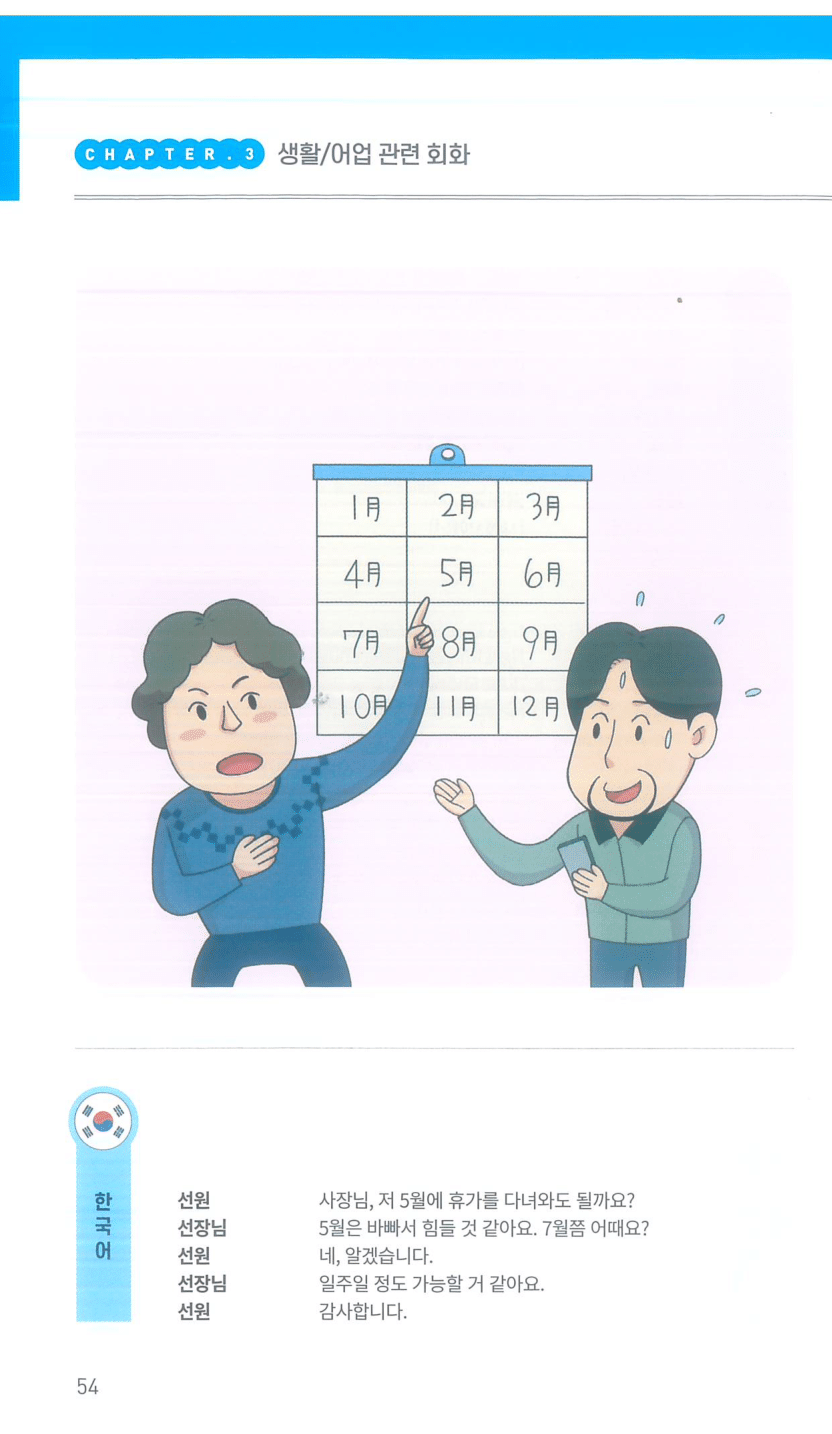 CHAPTER.3 생활/어업 관련 회화
1月 2月 3月
4月 5月 6月
7月 8月 9月
10月 11月 12月
한국어
선원 사장님, 저 5월에 휴가를 다녀와도 될까요?
선장님 5월은 바빠서 힘들 것 같아요. 7월쯤 어때요?
선원 네, 알겠습니다.
선장님 일주일 정도 가능할 거 같아요.
선원 감사합니다.
54